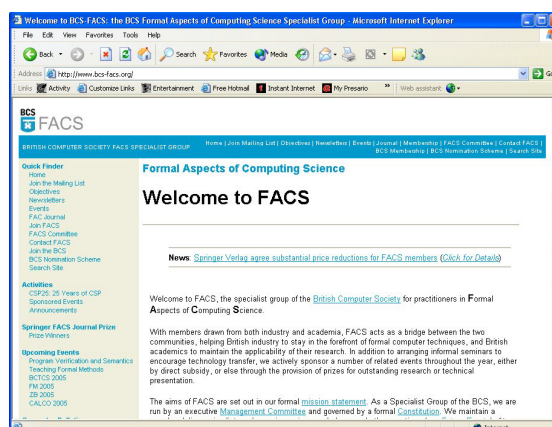 Welcome to BCS-FACS: the BCS Formal Aspects of Computing Science Specialist Group - Microsoft Internet Explorer
File Edit View Favorites Tools Help
Back Search Favorites Media
Address http://www.bcs-facs.org/ Go
Links Activity Customize Links Entertainment Free Hotmail Instant Internet My Presario » Web assistant
BCS
FACS
BRITISH COMPUTER SOCIETY FACS SPECIALIST GROUP
Home | Join Mailing List | Objectives | Newsletters | Events | Journal | Membership | FACS Committee | Contact FACS |
BCS Membership | BCS Nomination Scheme | Search Site
Quick Finder
Home
Join the Mailing List
Objectives
Newsletters
Events
FAC Journal
Join FACS
FACS Committee
Contact FACS
Join the BCS
BCS Nomination Scheme
Search Site
Activities
CSP25: 25 Years of CSP
Sponsored Events
Announcements
Springer FACS Journal Prize
Prize Winners
Upcoming Events
Program Verification and Semantics
Teaching Formal Methods
BCTCS 2005
FM 2005
ZB 2005
CALCO 2005
Formal Aspects of Computing Science
Welcome to FACS
News: Springer Verlag agree substantial price reductions for FACS members (Click for Details)
Welcome to FACS, the specialist group of the British Computer Society for practitioners in Formal
Aspects of Computing Science.
With members drawn from both industry and academia, FACS acts as a bridge between the two
communities, helping British industry to stay in the forefront of formal computer techniques, and British
academics to maintain the applicability of their research. In addition to arranging informal seminars to
encourage technology transfer, we actively sponsor a number of related events throughout the year, either
by direct subsidy, or else through the provision of prizes for outstanding research or technical
presentation.
The aims of FACS are set out in our formal mission statement. As a Specialist Group of the BCS, we are
run by an executive Management Committee and governed by a formal Constitution. We maintain a
Internet